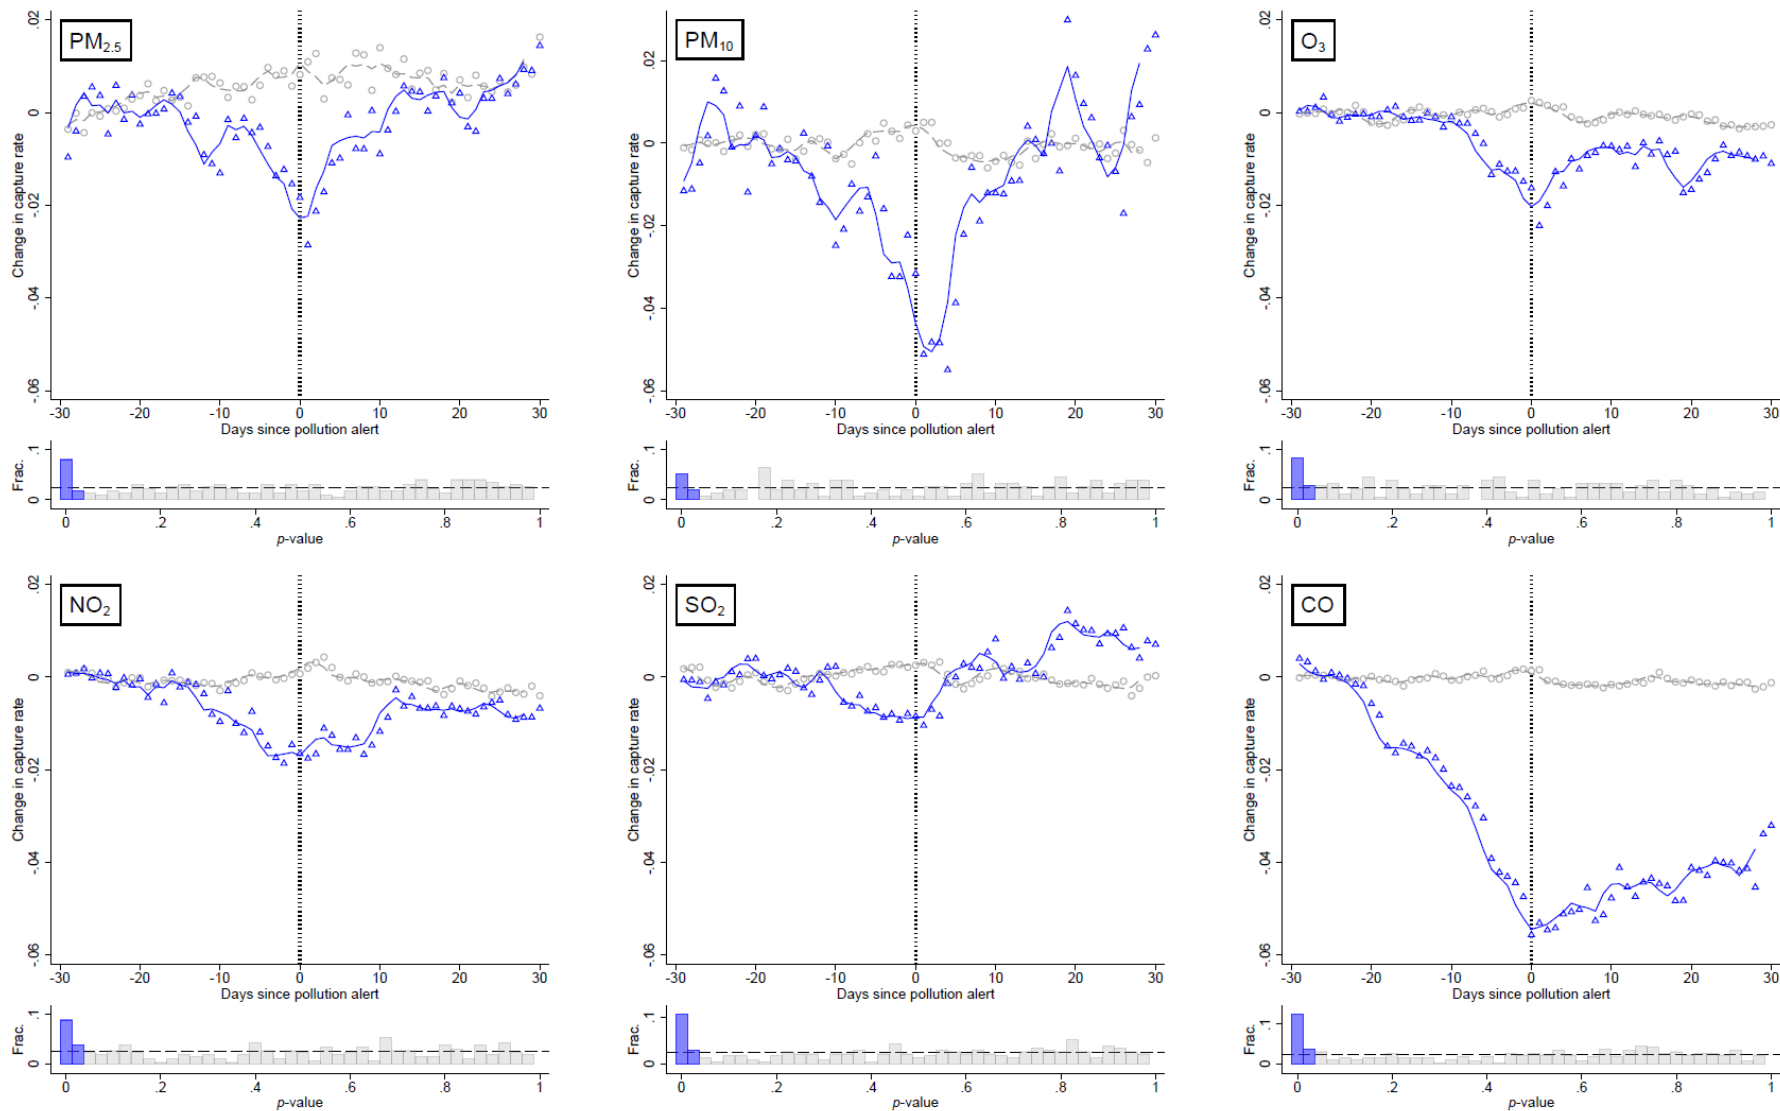 PM2.5
Change in capture rate
.02
0
-.02
-.04
-.06
-30 -20 -10 0 10 20 30
Days since pollution alert
Frac.
.1
0
0 .2 .4 .6 .8 1
p-value
PM10
Change in capture rate
.02
0
-.02
-.04
-.06
-30 -20 -10 0 10 20 30
Days since pollution alert
Frac.
.1
0
0 .2 .4 .6 .8 1
p-value
O3
Change in capture rate
.02
0
-.02
-.04
-.06
-30 -20 -10 0 10 20 30
Days since pollution alert
Frac.
.1
0
0 .2 .4 .6 .8 1
p-value
NO2
Change in capture rate
.02
0
-.02
-.04
-.06
-30 -20 -10 0 10 20 30
Days since pollution alert
Frac.
.1
0
0 .2 .4 .6 .8 1
p-value
SO2
Change in capture rate
.02
0
-.02
-.04
-.06
-30 -20 -10 0 10 20 30
Days since pollution alert
Frac.
.1
0
0 .2 .4 .6 .8 1
p-value
CO
Change in capture rate
.02
0
-.02
-.04
-.06
-30 -20 -10 0 10 20 30
Days since pollution alert
Frac.
.1
0
0 .2 .4 .6 .8 1
p-value